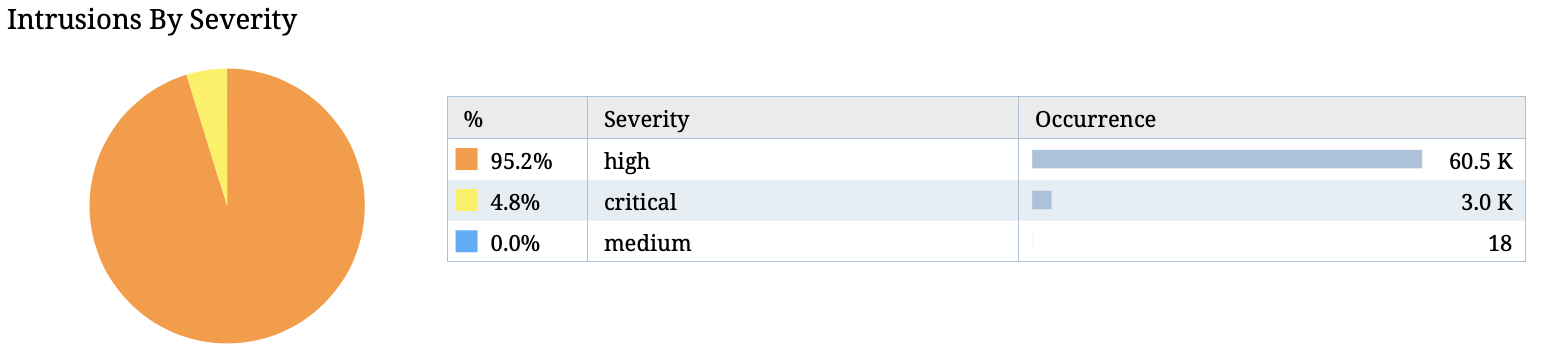 Intrusions By Severity
% Severity Occurrence
95.2% high 60.5 K
4.8% critical 3.0 K
0.0% medium 18